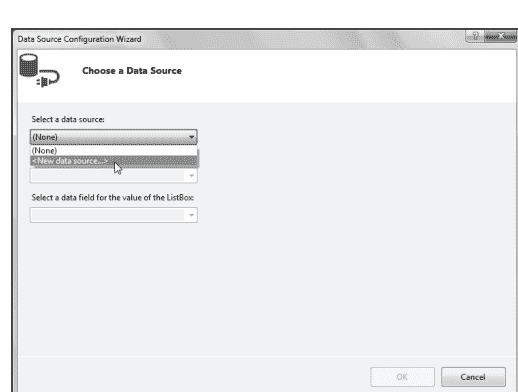 Data Source Configuration Wizard
Choose a Data Source
Select a data source:
(None)
(None)
<New data source...>
Select a data field for the value of the ListBox:
OK
Cancel